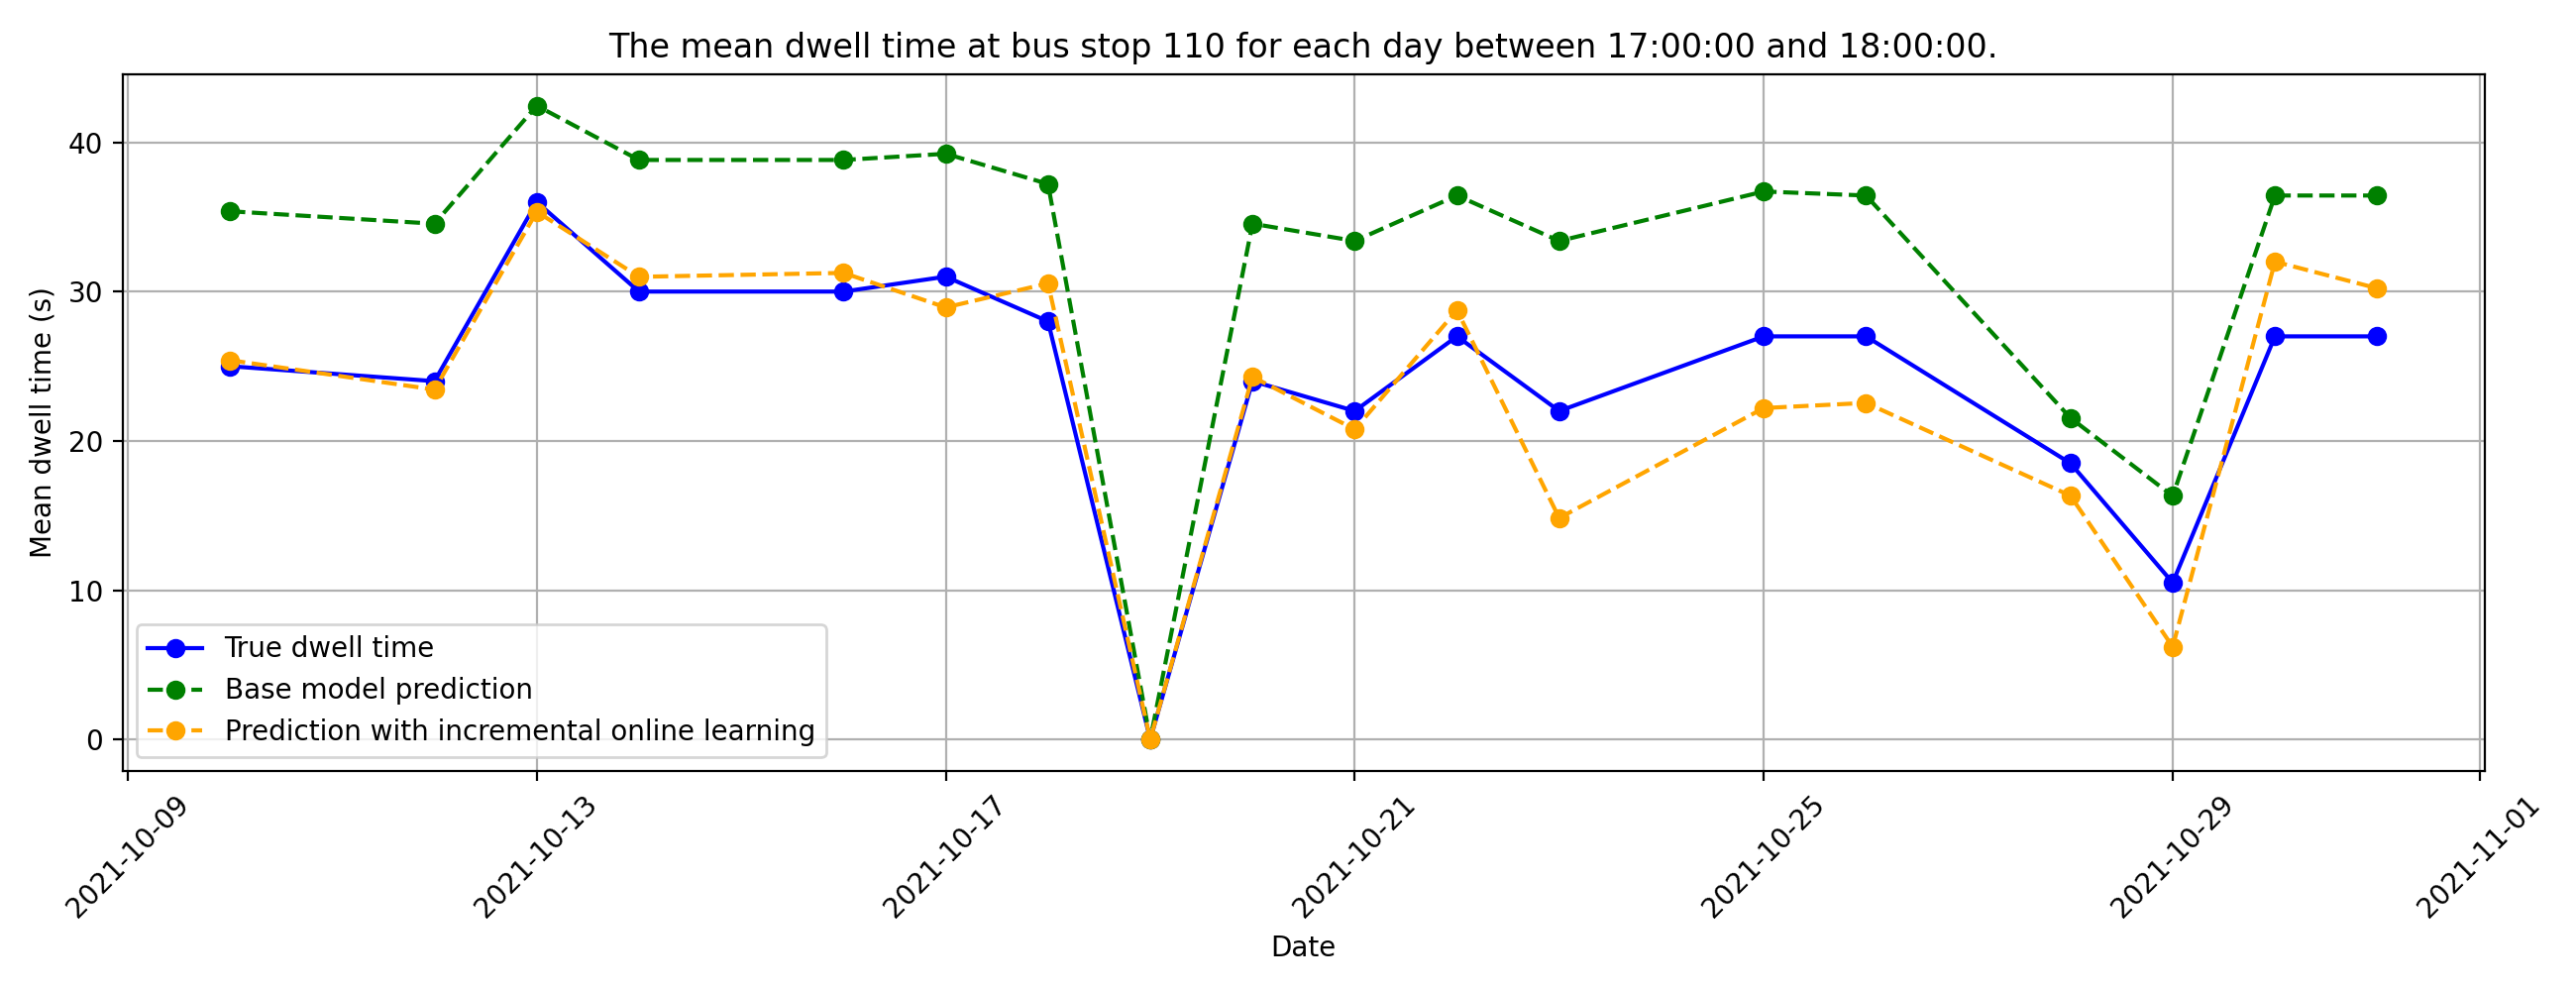 The mean dwell time at bus stop 110 for each day between 17:00:00 and 18:00:00.
Mean dwell time (s)
40
30
20
10
0
True dwell time
Base model prediction
Prediction with incremental online learning
2021-10-09
2021-10-13
2021-10-17
2021-10-21
2021-10-25
2021-10-29
2021-11-01
Date